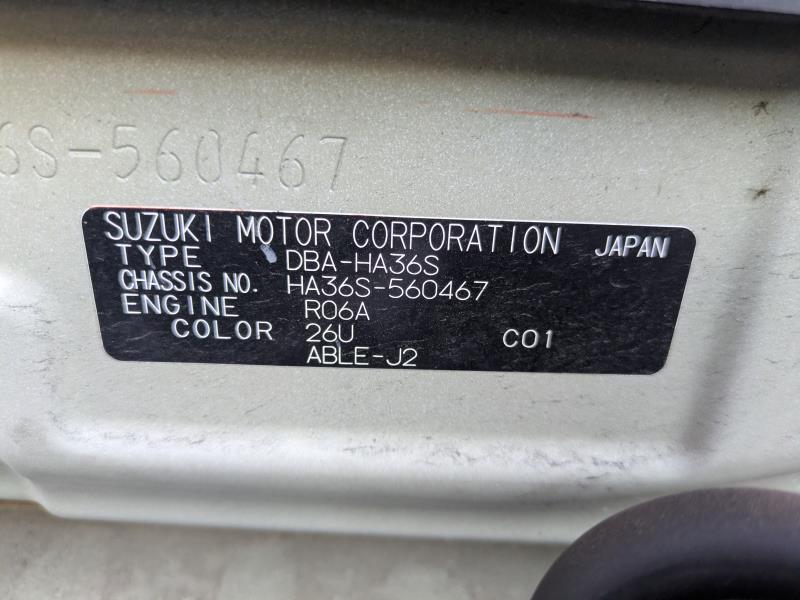 6S-560467
SUZUKI MOTOR CORPORATION JAPAN
TYPE DBA-HA36S
CHASSIS NO. HA36S-560467
ENGINE R06A
COLOR 26U C01
ABLE-J2